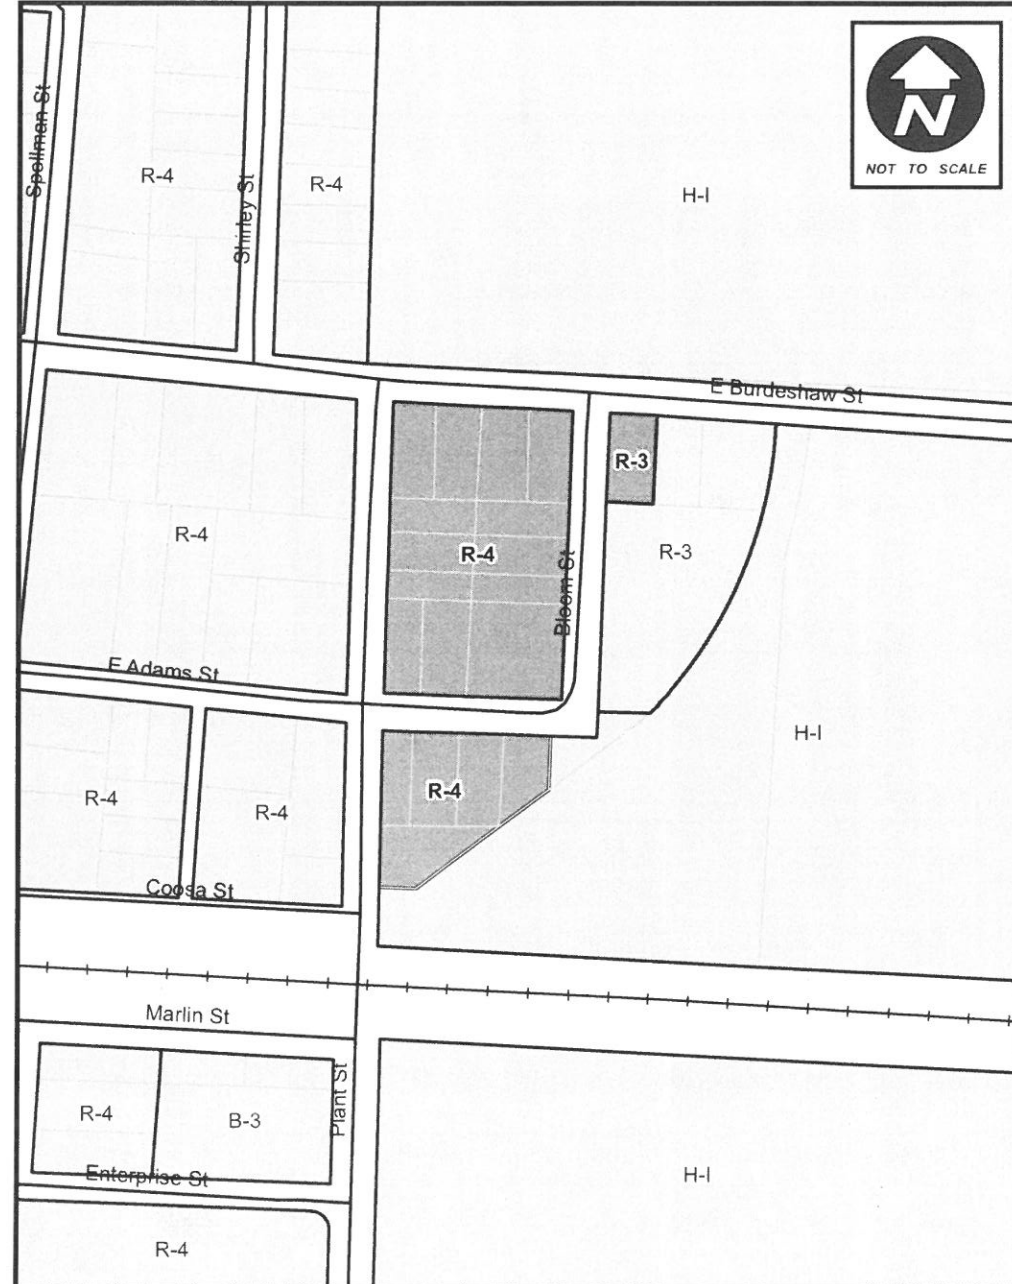 Spellman St
R-4
Shirley St
R-4
H-I
N
NOT TO SCALE
E Burdeshaw St
R-3
R-4
R-4
R-3
Bloom St
E Adams St
H-I
R-4
R-4
R-4
Coosa St
Marlin St
R-4
B-3
Plant St
Enterprise St
H-I
R-4